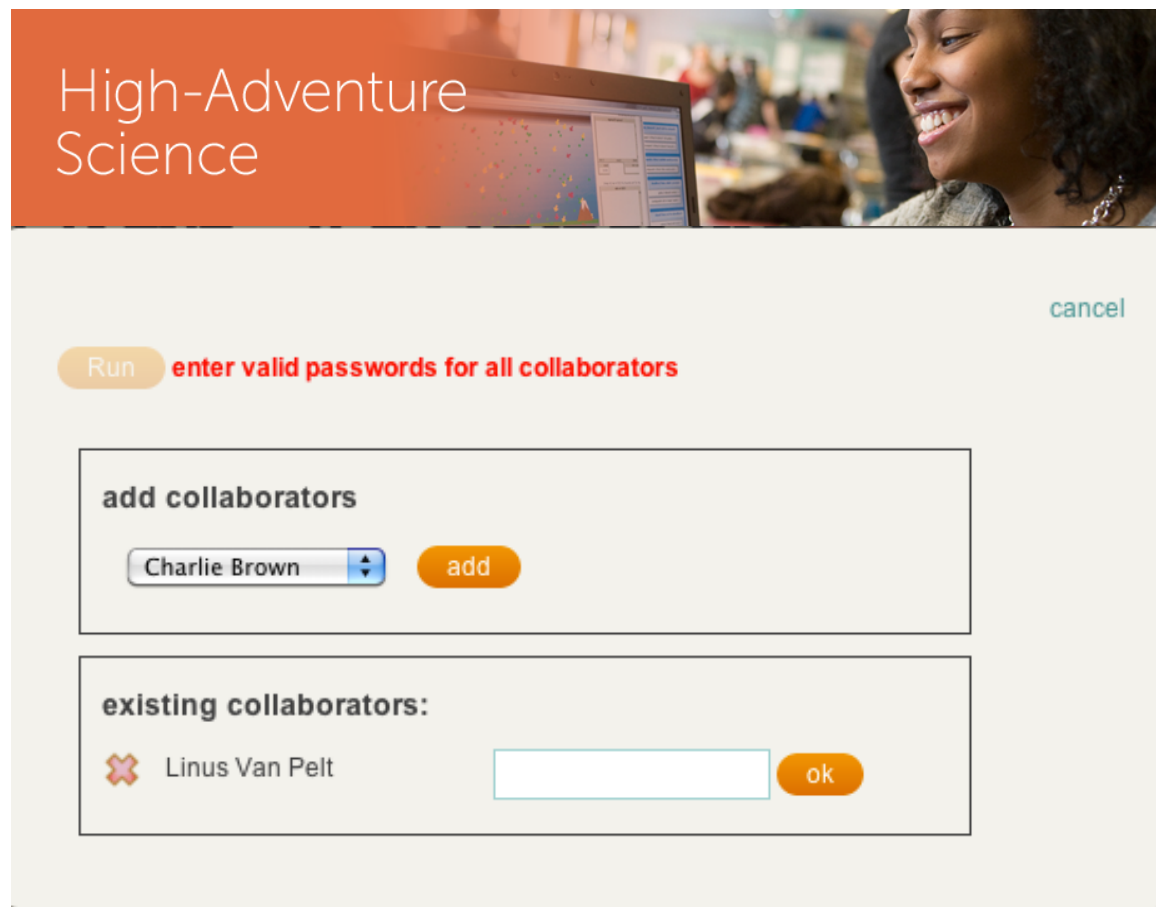 High-Adventure
Science
cancel
Run enter valid passwords for all collaborators
add collaborators
Charlie Brown add
existing collaborators:
Linus Van Pelt ok